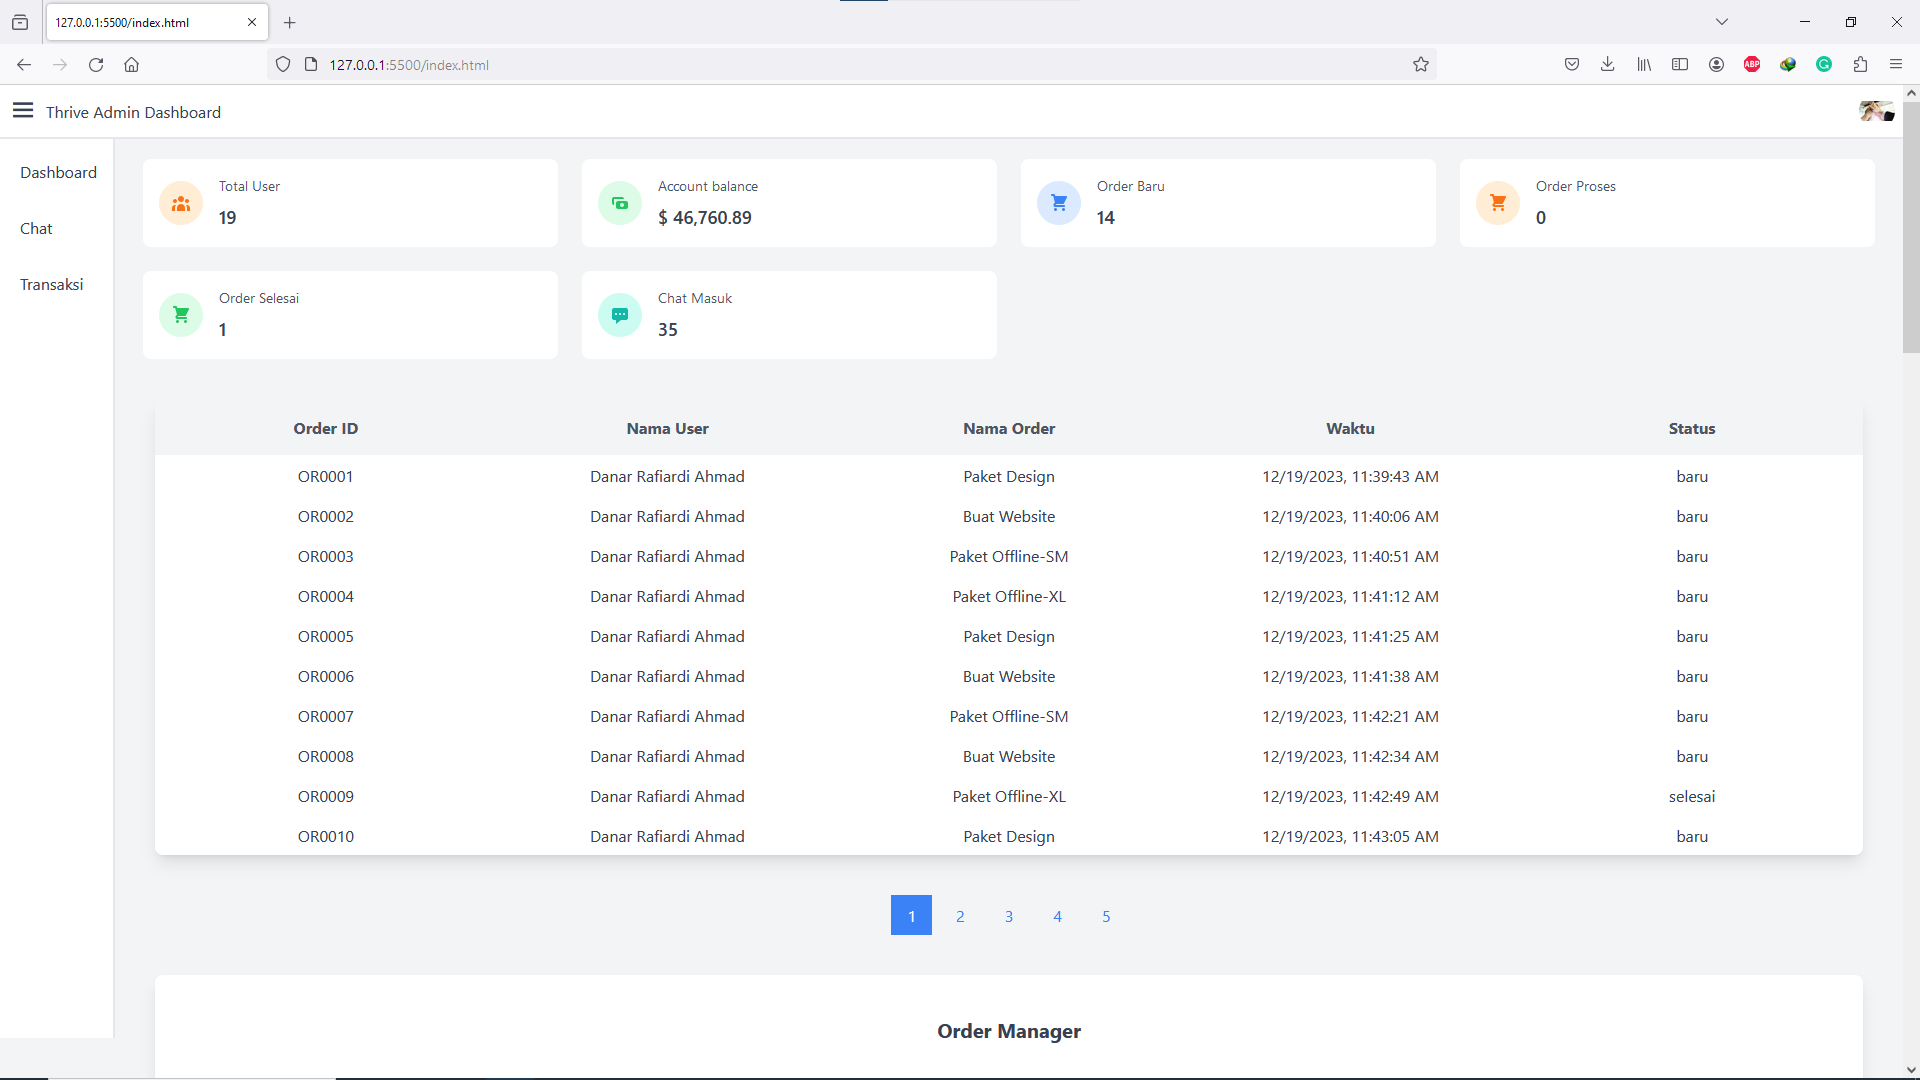 127.0.0.1:5500/index.html
127.0.0.1:5500/index.html
ABP
Thrive Admin Dashboard
Dashboard
Chat
Transaksi
Total User
19
Account balance
$ 46,760.89
Order Baru
14
Order Proses
0
Order Selesai
1
Chat Masuk
35
Order ID Nama User Nama Order Waktu Status
OR0001 Danar Rafiardi Ahmad Paket Design 12/19/2023, 11:39:43 AM baru
OR0002 Danar Rafiardi Ahmad Buat Website 12/19/2023, 11:40:06 AM baru
OR0003 Danar Rafiardi Ahmad Paket Offline-SM 12/19/2023, 11:40:51 AM baru
OR0004 Danar Rafiardi Ahmad Paket Offline-XL 12/19/2023, 11:41:12 AM baru
OR0005 Danar Rafiardi Ahmad Paket Design 12/19/2023, 11:41:25 AM baru
OR0006 Danar Rafiardi Ahmad Buat Website 12/19/2023, 11:41:38 AM baru
OR0007 Danar Rafiardi Ahmad Paket Offline-SM 12/19/2023, 11:42:21 AM baru
OR0008 Danar Rafiardi Ahmad Buat Website 12/19/2023, 11:42:34 AM baru
OR0009 Danar Rafiardi Ahmad Paket Offline-XL 12/19/2023, 11:42:49 AM selesai
OR0010 Danar Rafiardi Ahmad Paket Design 12/19/2023, 11:43:05 AM baru
1 2 3 4 5
Order Manager